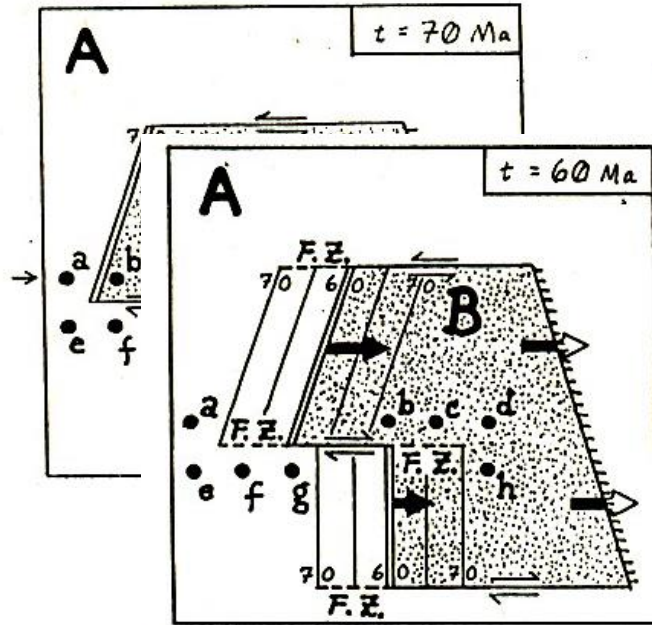 A
t = 70 Ma
7
a b
e f
A
t = 60 Ma
F. Z.
7 0 6 0 7 0
B
a b c d
F. Z. F. Z.
e f g h
7 0 6 0 7 0
F. Z.